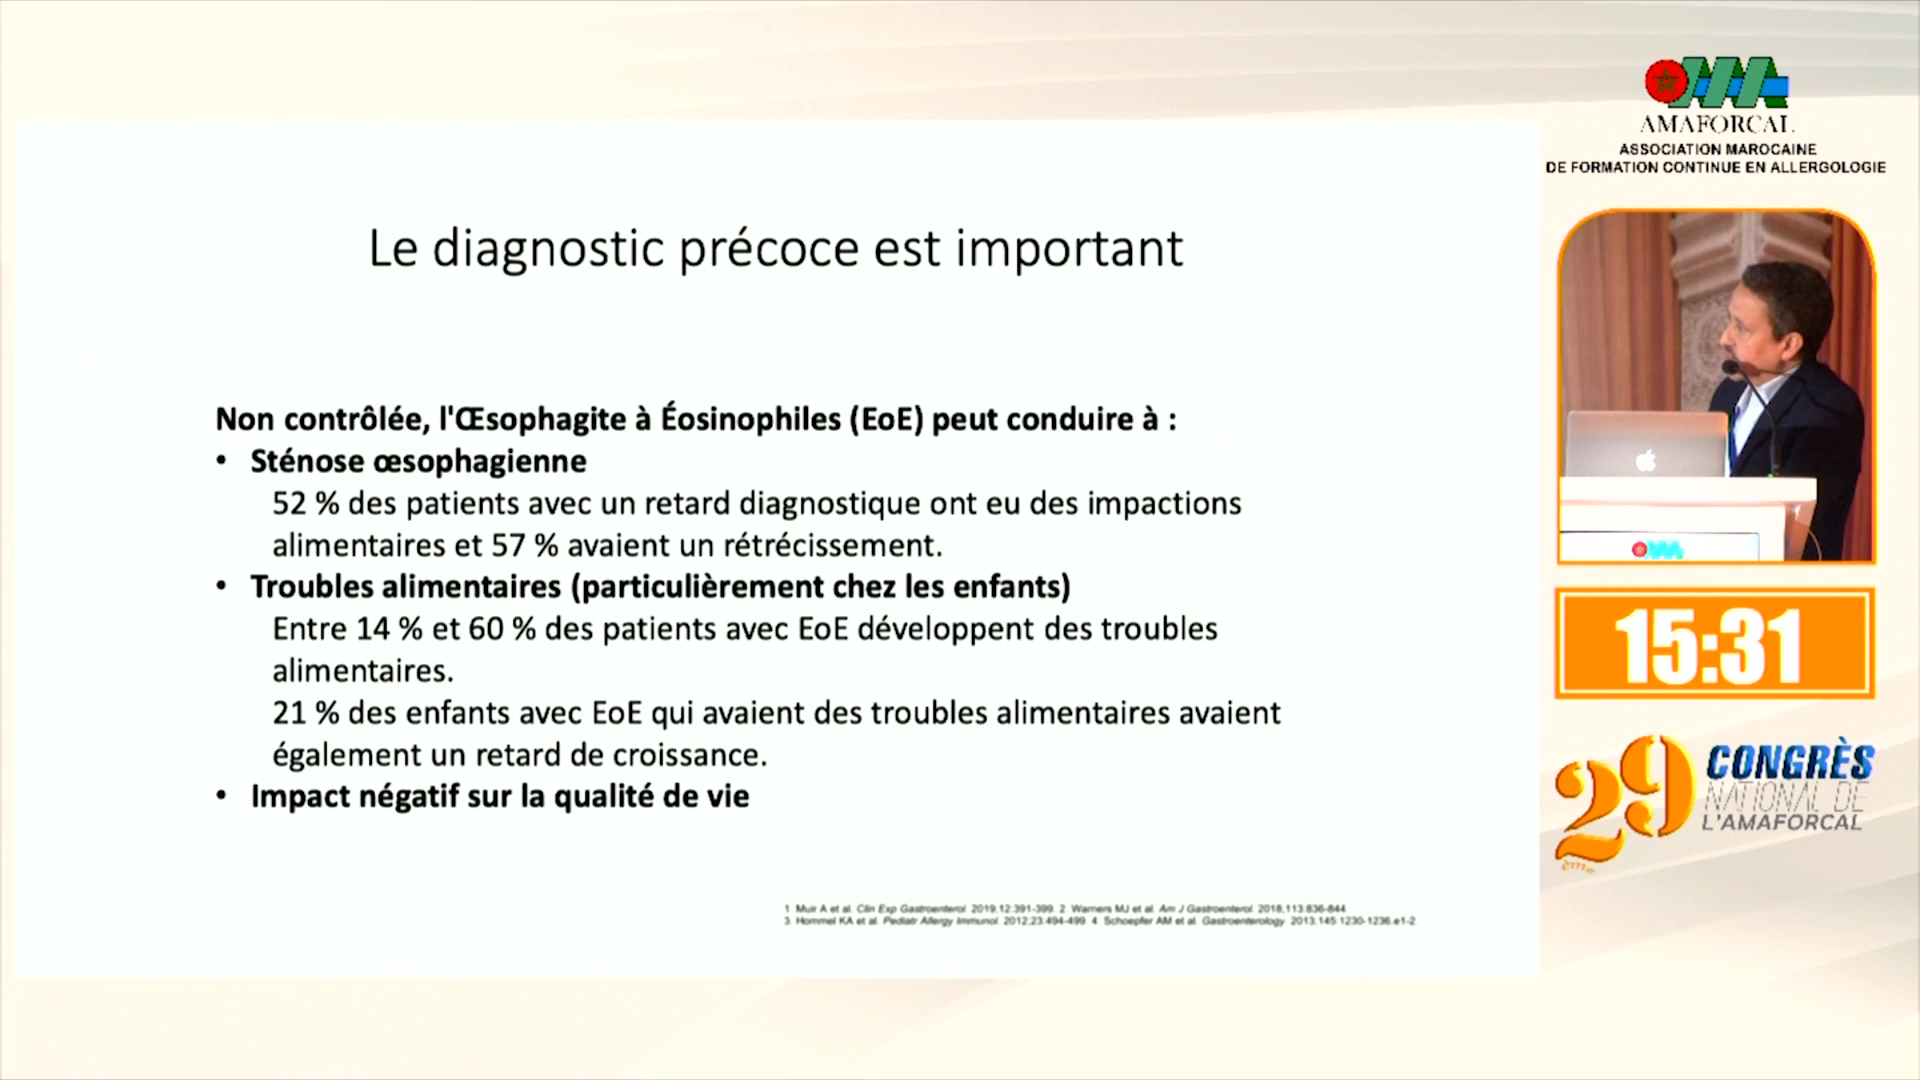 Le diagnostic précoce est important
Non contrôlée, l'Œsophagite à Éosinophiles (EoE) peut conduire à :
• Sténose œsophagienne
52 % des patients avec un retard diagnostique ont eu des impactions
alimentaires et 57 % avaient un rétrécissement.
• Troubles alimentaires (particulièrement chez les enfants)
Entre 14 % et 60 % des patients avec EoE développent des troubles
alimentaires.
21 % des enfants avec EoE qui avaient des troubles alimentaires avaient
également un retard de croissance.
• Impact négatif sur la qualité de vie
1. Muir A et al. Clin Exp Gastroenterol. 2019;12:391-399. 2. Warners MJ et al. Am J Gastroenterol. 2018;113:836-844.
3. Hommel KA et al. Pediatr Allergy Immunol. 2012;23:494-499. 4. Schoepfer AM et al. Gastroenterology. 2013;145:1230-1236.e1-2.
AMAFORCAL
ASSOCIATION MAROCAINE
DE FORMATION CONTINUE EN ALLERGOLOGIE
15:31
29ème CONGRÈS
NATIONAL DE
L'AMAFORCAL